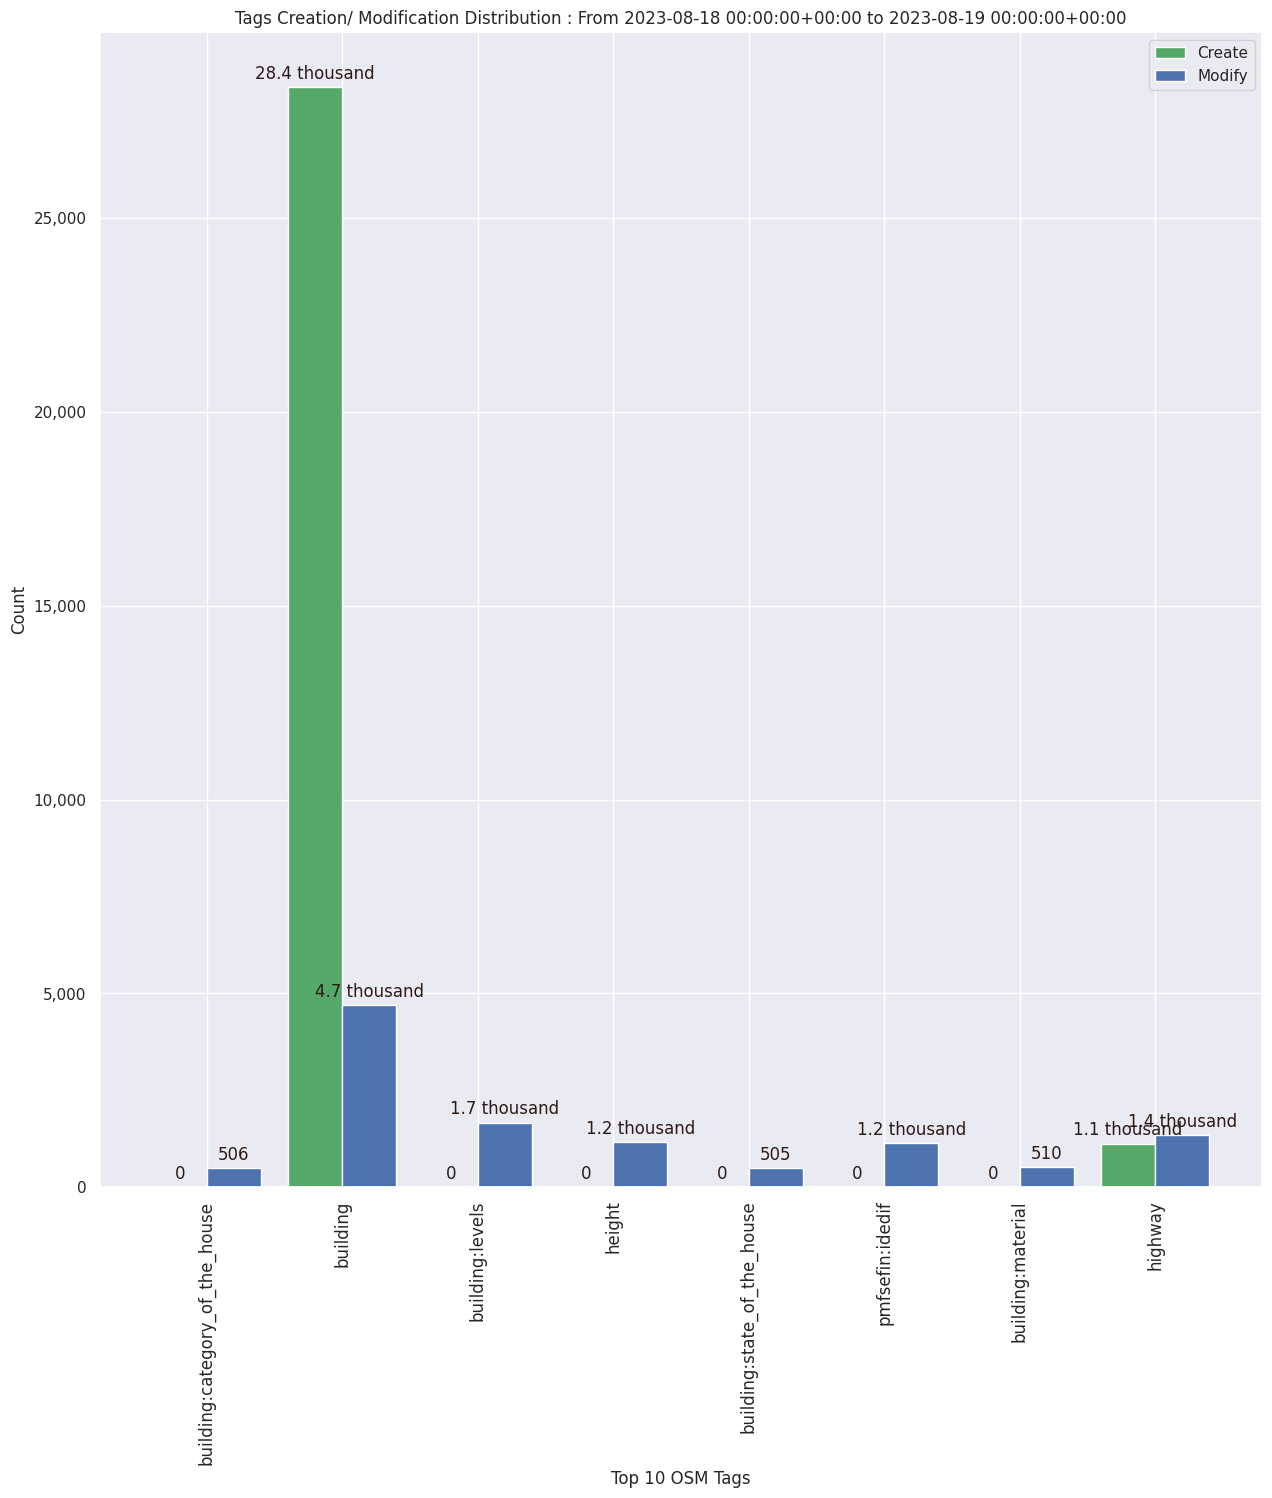 Tags Creation/ Modification Distribution : From 2023-08-18 00:00:00+00:00 to 2023-08-19 00:00:00+00:00
Create
Modify
28.4 thousand
25,000
20,000
15,000
Count
10,000
5,000
4.7 thousand
1.7 thousand
1.2 thousand
1.2 thousand
1.1 thousand
1.4 thousand
506
505
510
0
0
0
0
0
0
0
building:category_of_the_house
building
building:levels
height
building:state_of_the_house
pmfsefin:idedif
building:material
highway
Top 10 OSM Tags